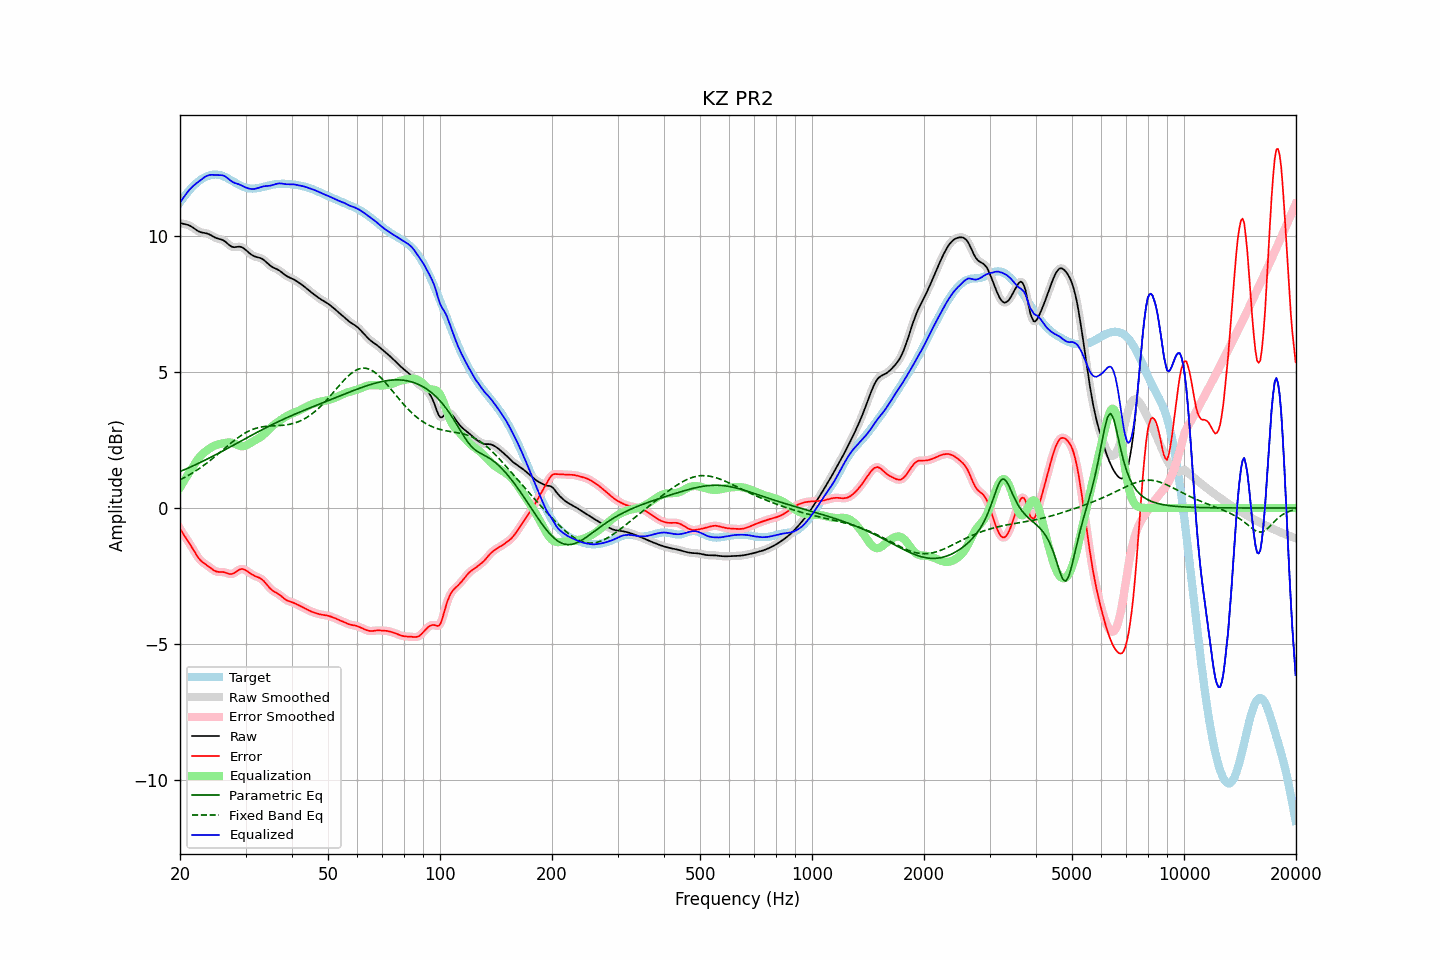 KZ PR2
Amplitude (dBr)
10
5
0
−5
−10
Target
Raw Smoothed
Error Smoothed
Raw
Error
Equalization
Parametric Eq
Fixed Band Eq
Equalized
20 50 100 200 500 1000 2000 5000 10000 20000
Frequency (Hz)